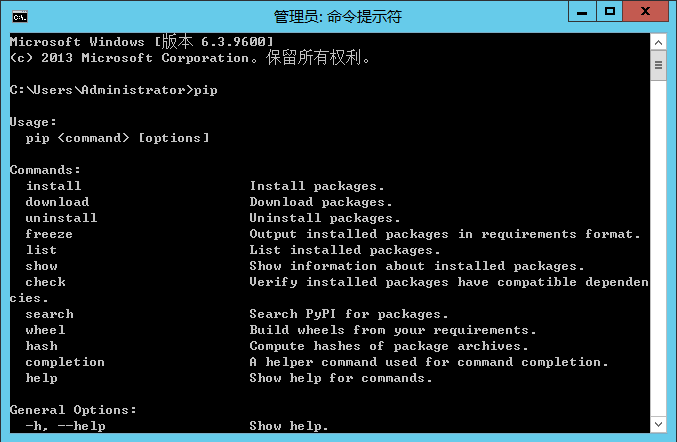 管理员: 命令提示符
Microsoft Windows [版本 6.3.9600]
(c) 2013 Microsoft Corporation。保留所有权利。
C:\Users\Administrator>pip
Usage:
pip <command> [options]
Commands:
install Install packages.
download Download packages.
uninstall Uninstall packages.
freeze Output installed packages in requirements format.
list List installed packages.
show Show information about installed packages.
check Verify installed packages have compatible dependen
cies.
search Search PyPI for packages.
wheel Build wheels from your requirements.
hash Compute hashes of package archives.
completion A helper command used for command completion.
help Show help for commands.
General Options:
-h, --help Show help.